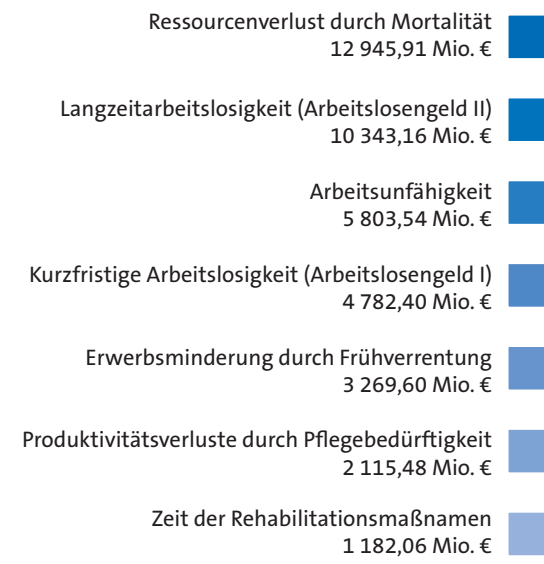 Ressourcenverlust durch Mortalität
12 945,91 Mio. €
Langzeitarbeitslosigkeit (Arbeitslosengeld II)
10 343,16 Mio. €
Arbeitsunfähigkeit
5 803,54 Mio. €
Kurzfristige Arbeitslosigkeit (Arbeitslosengeld I)
4 782,40 Mio. €
Erwerbsminderung durch Frühverrentung
3 269,60 Mio. €
Produktivitätsverluste durch Pflegebedürftigkeit
2 115,48 Mio. €
Zeit der Rehabilitationsmaßnamen
1 182,06 Mio. €